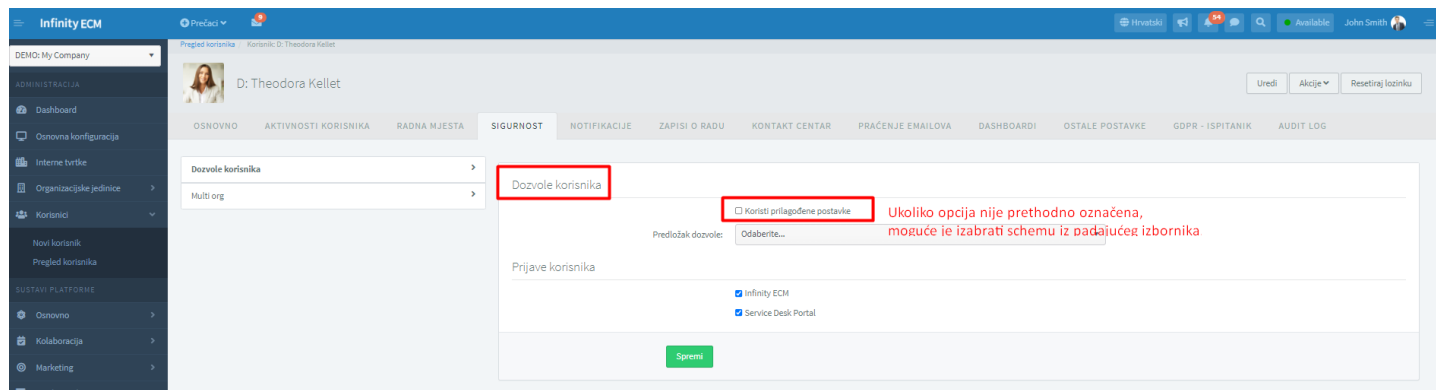 Infinity ECM
Prečaci
9
Hrvatski
54
Available
John Smith
DEMO: My Company
Pregled korisnika / Korisnik: D: Theodora Kellet
D: Theodora Kellet
Uredi
Akcije
Resetiraj lozinku
ADMINISTRACIJA
Dashboard
Osnovna konfiguracija
Interne tvrtke
Organizacijske jedinice
Korisnici
Novi korisnik
Pregled korisnika
SUSTAVI PLATFORME
Osnovno
Kolaboracija
Marketing
OSNOVNO
AKTIVNOSTI KORISNIKA
RADNA MJESTA
SIGURNOST
NOTIFIKACIJE
ZAPISI O RADU
KONTAKT CENTAR
PRAĆENJE EMAILOVA
DASHBOARDI
OSTALE POSTAVKE
GDPR - ISPITANIK
AUDIT LOG
Dozvole korisnika
Multi org
Dozvole korisnika
Koristi prilagođene postavke
Ukoliko opcija nije prethodno označena,
moguće je izabrati schemu iz padajućeg izbornika
Predložak dozvole:
Odaberite...
Prijave korisnika
Infinity ECM
Service Desk Portal
Spremi